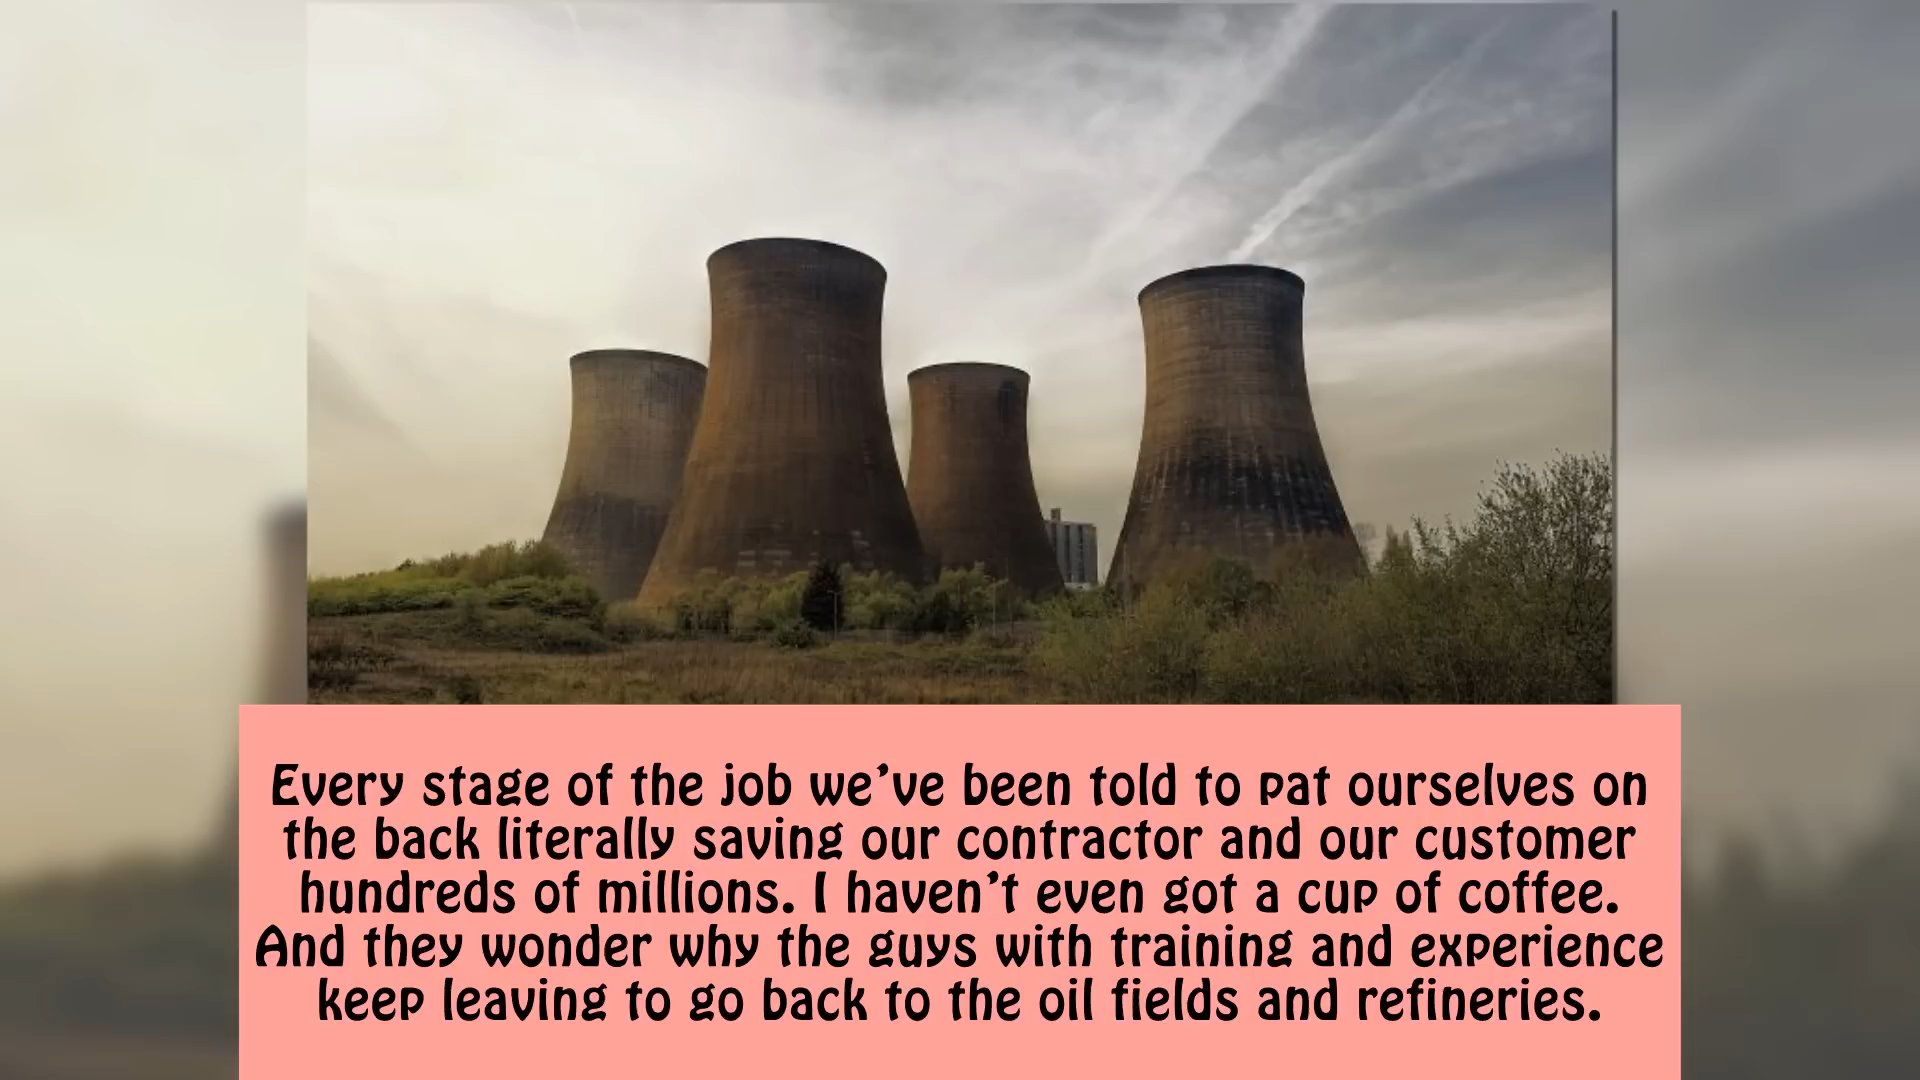 Every stage of the job we’ve been told to pat ourselves on
the back literally saving our contractor and our customer
hundreds of millions. I haven’t even got a cup of coffee.
And they wonder why the guys with training and experience
keep leaving to go back to the oil fields and refineries.